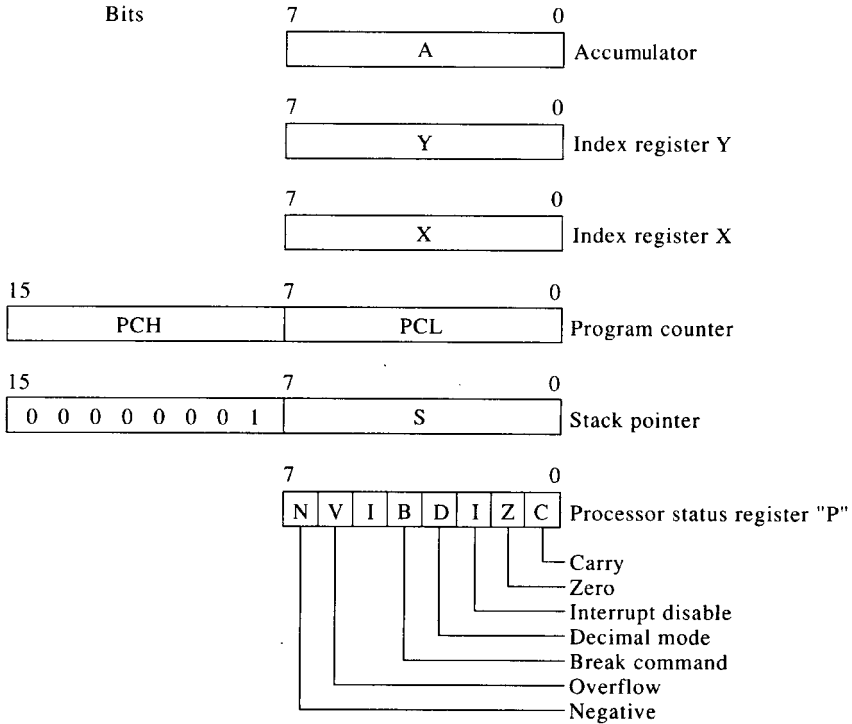 Bits 7 0
A Accumulator
7 0
Y Index register Y
7 0
X Index register X
15 7 0
PCH PCL Program counter
15 7 0
0 0 0 0 0 0 0 1 S Stack pointer
7 0
N V I B D I Z C Processor status register "P"
Carry
Zero
Interrupt disable
Decimal mode
Break command
Overflow
Negative